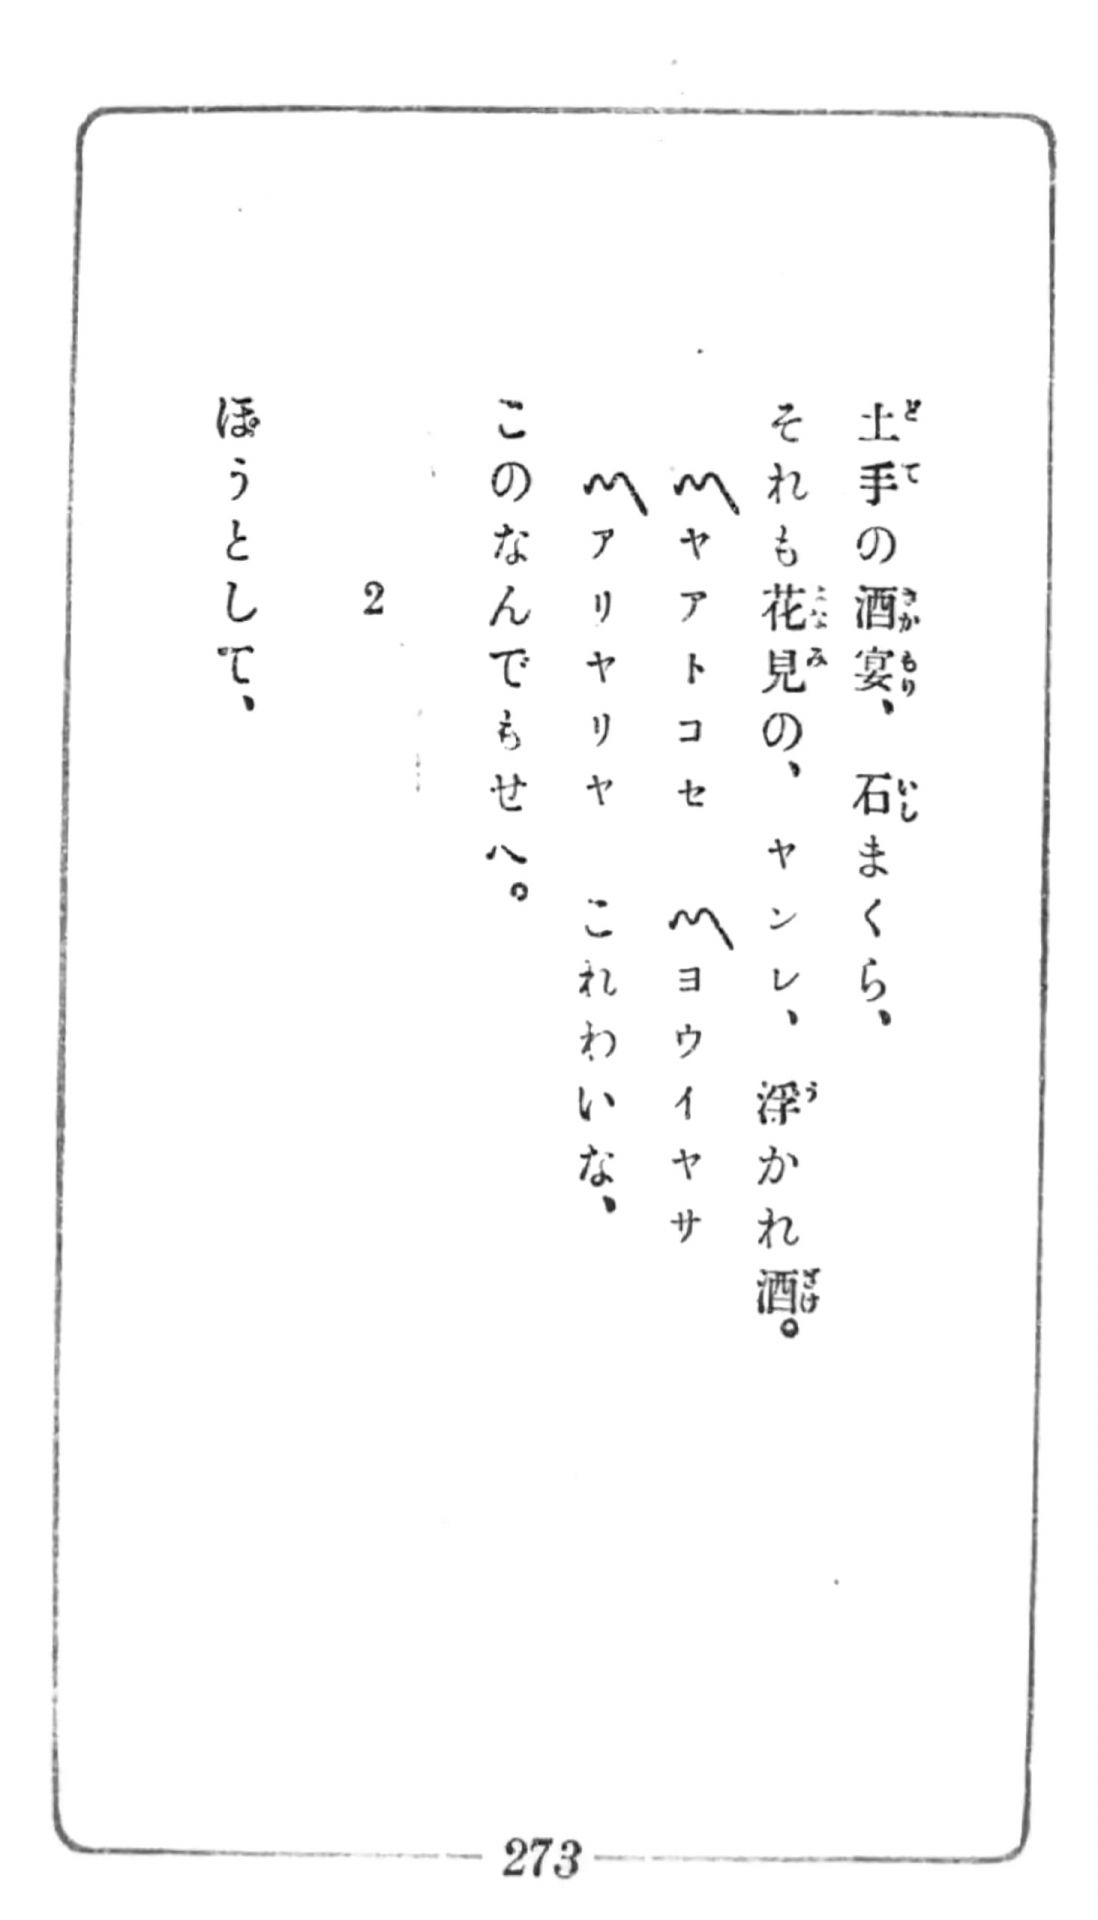 土手の酒宴、石まくら、
それも花見の、ヤンレ、浮かれ酒。
〽ヤアトコセ　〽ヨウイヤサ
〽アリヤリヤ　これわいな、
このなんでもせへ。
2
ぽうとして、
273